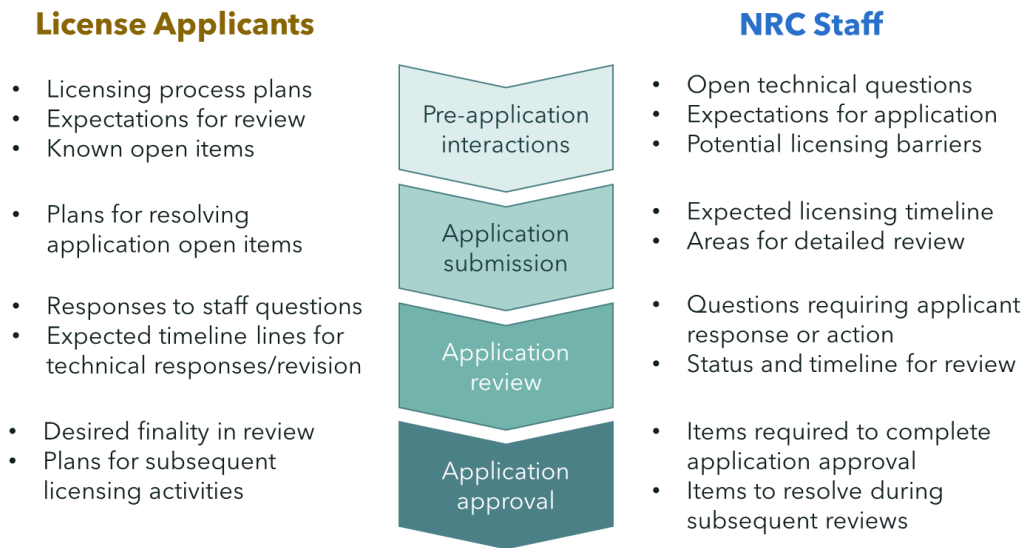 License Applicants
NRC Staff
• Licensing process plans
• Expectations for review
• Known open items
Pre-application
interactions
• Open technical questions
• Expectations for application
• Potential licensing barriers
• Plans for resolving
application open items
Application
submission
• Expected licensing timeline
• Areas for detailed review
• Responses to staff questions
• Expected timeline lines for
technical responses/revision
Application
review
• Questions requiring applicant
response or action
• Status and timeline for review
• Desired finality in review
• Plans for subsequent
licensing activities
Application
approval
• Items required to complete
application approval
• Items to resolve during
subsequent reviews